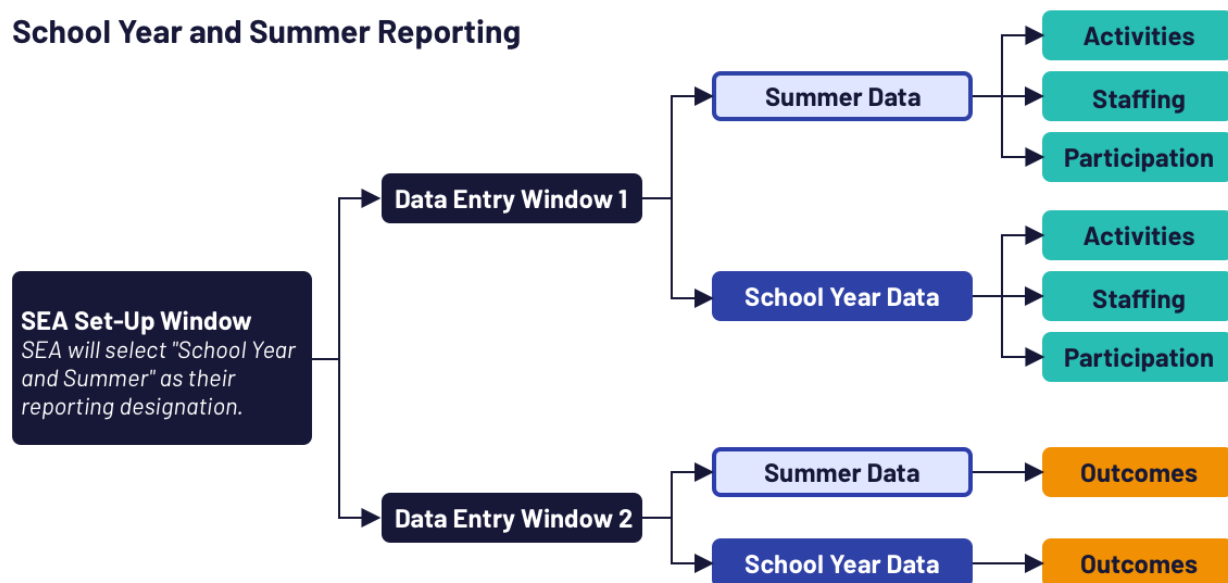 School Year and Summer Reporting
SEA Set-Up Window
SEA will select "School Year
and Summer" as their
reporting designation.
Data Entry Window 1
Summer Data
Activities
Staffing
Participation
School Year Data
Activities
Staffing
Participation
Data Entry Window 2
Summer Data
Outcomes
School Year Data
Outcomes